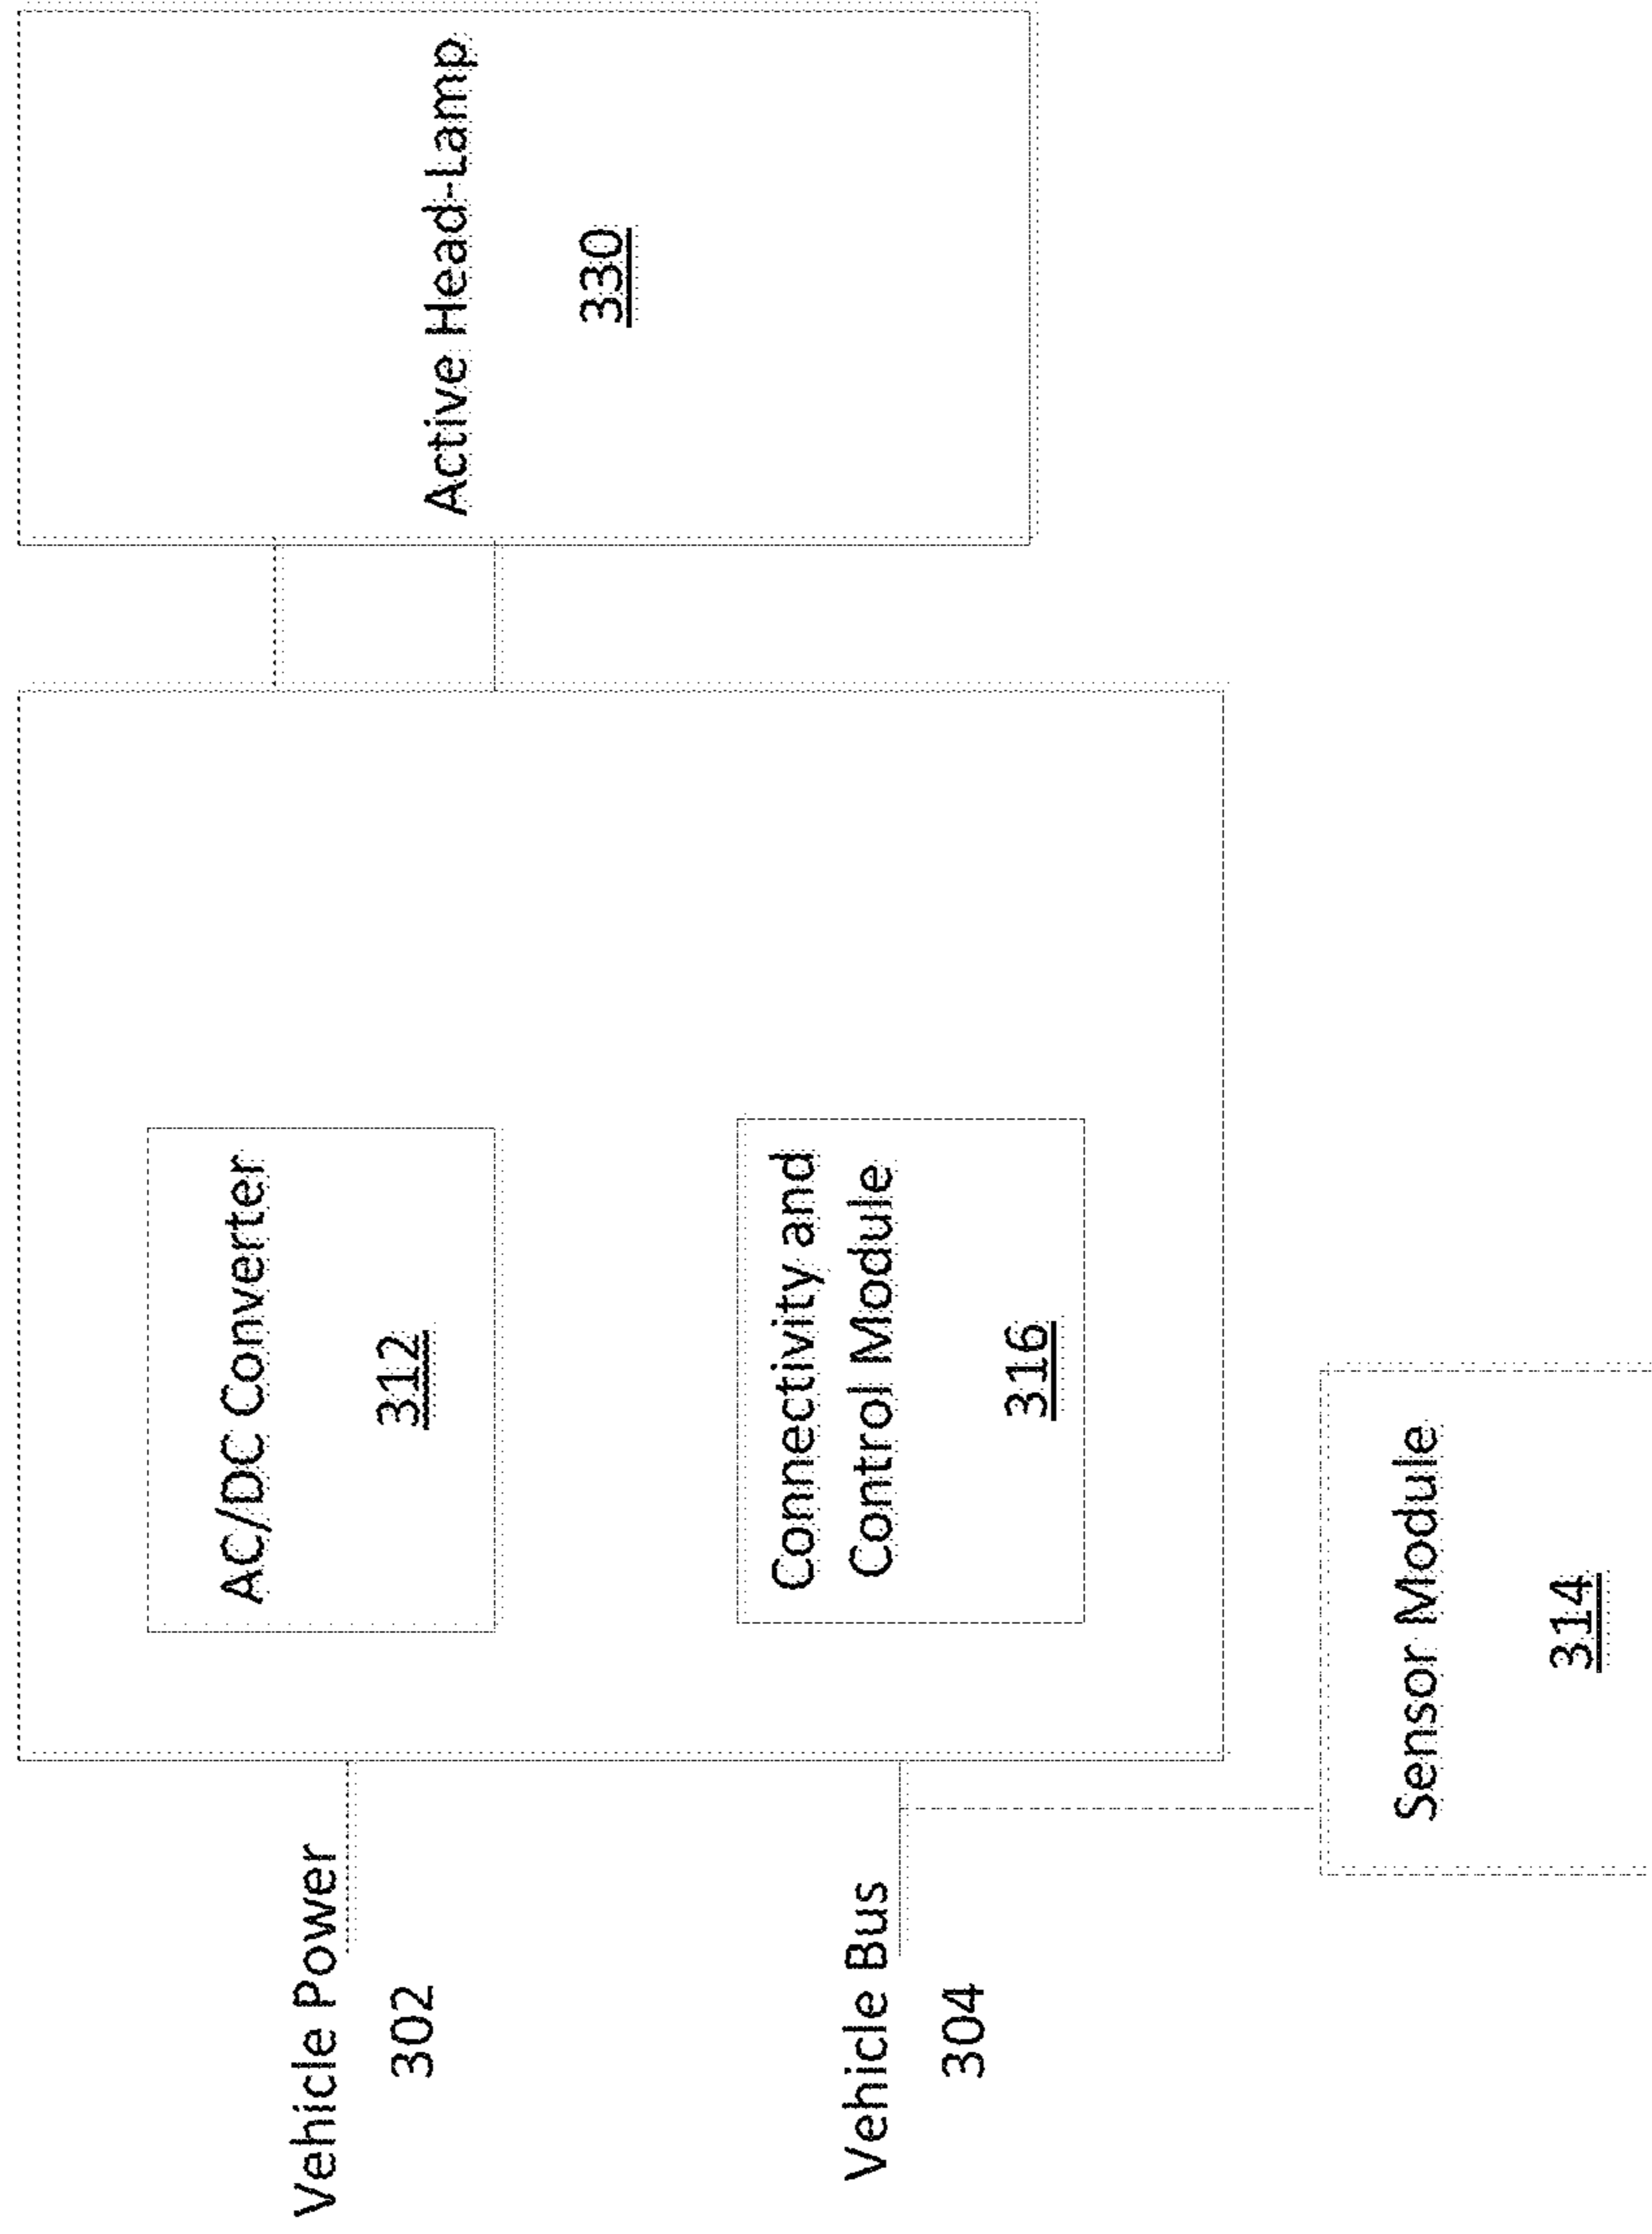 Vehicle Power
302
Vehicle Bus
304
AC/DC Converter
312
Connectivity and
Control Module
316
Sensor Module
314
Active Head-Lamp
330